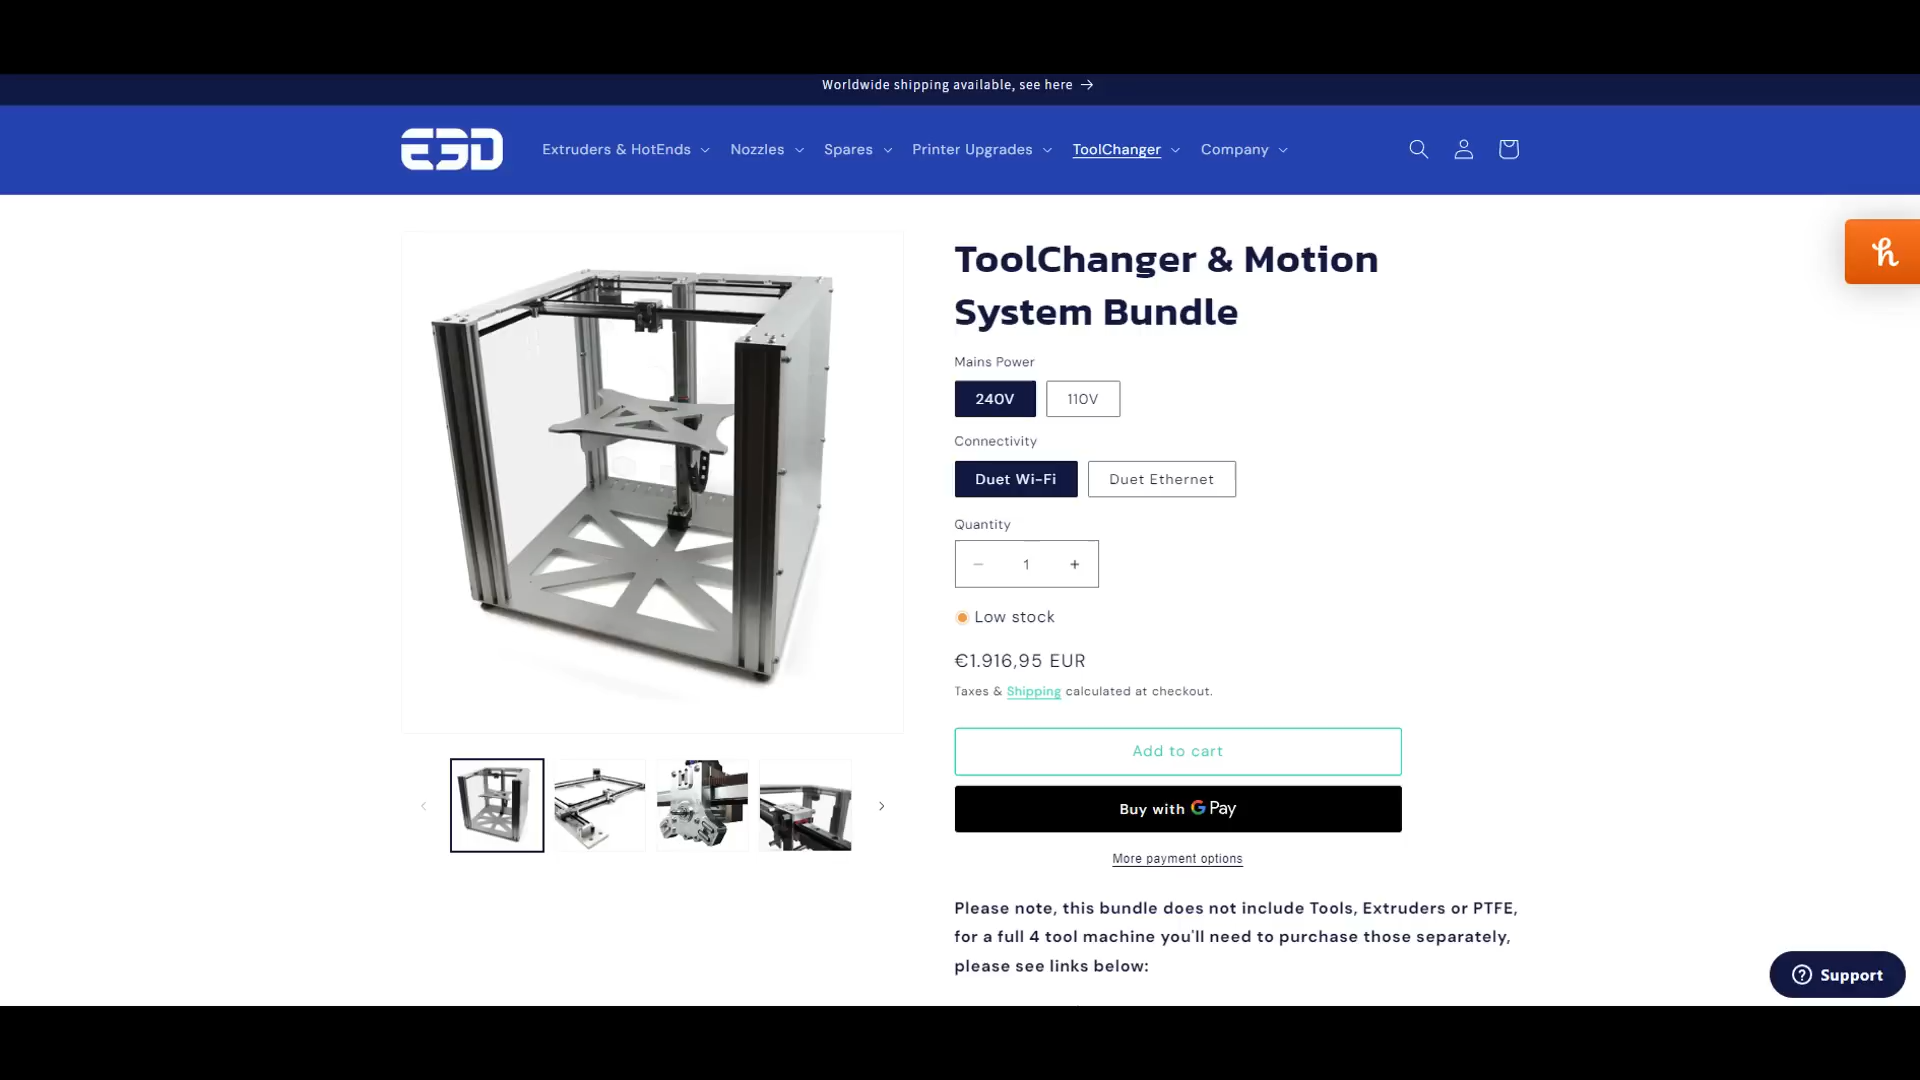 Worldwide shipping available, see here →
E3D
Extruders & HotEnds
Nozzles
Spares
Printer Upgrades
ToolChanger
Company
ToolChanger & Motion
System Bundle
Mains Power
240V
110V
Connectivity
Duet Wi-Fi
Duet Ethernet
Quantity
− 1 +
Low stock
€1.916,95 EUR
Taxes & Shipping calculated at checkout.
Add to cart
Buy with G Pay
More payment options
Please note, this bundle does not include Tools, Extruders or PTFE,
for a full 4 tool machine you'll need to purchase those separately,
please see links below:
Support